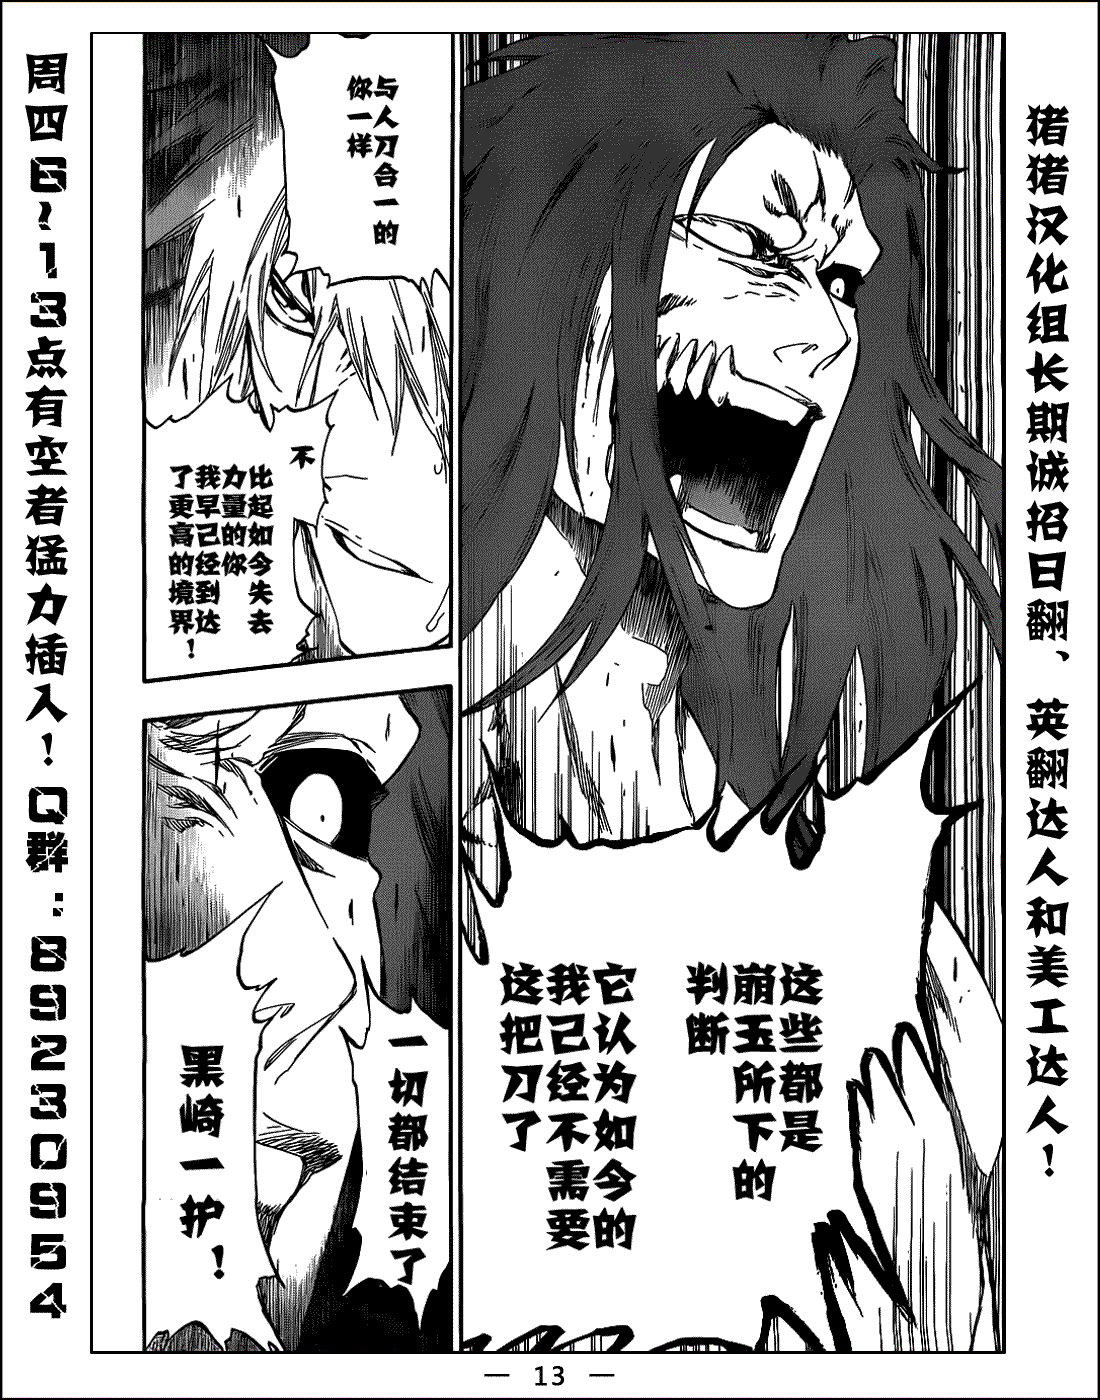 猪猪汉化组长期诚招日翻、英翻达人和美工达人！
这些都是
崩玉所下的
判断
它认为如今的
我已经不需要
这把刀了
与人刀合一的
你一样
不
比起如今失去
力量的你
我早已经到达
了更高的境界！
一切都结束了
黑崎一护！
周四6~13点有空者猛力插入！Q群：89230954
— 13 —